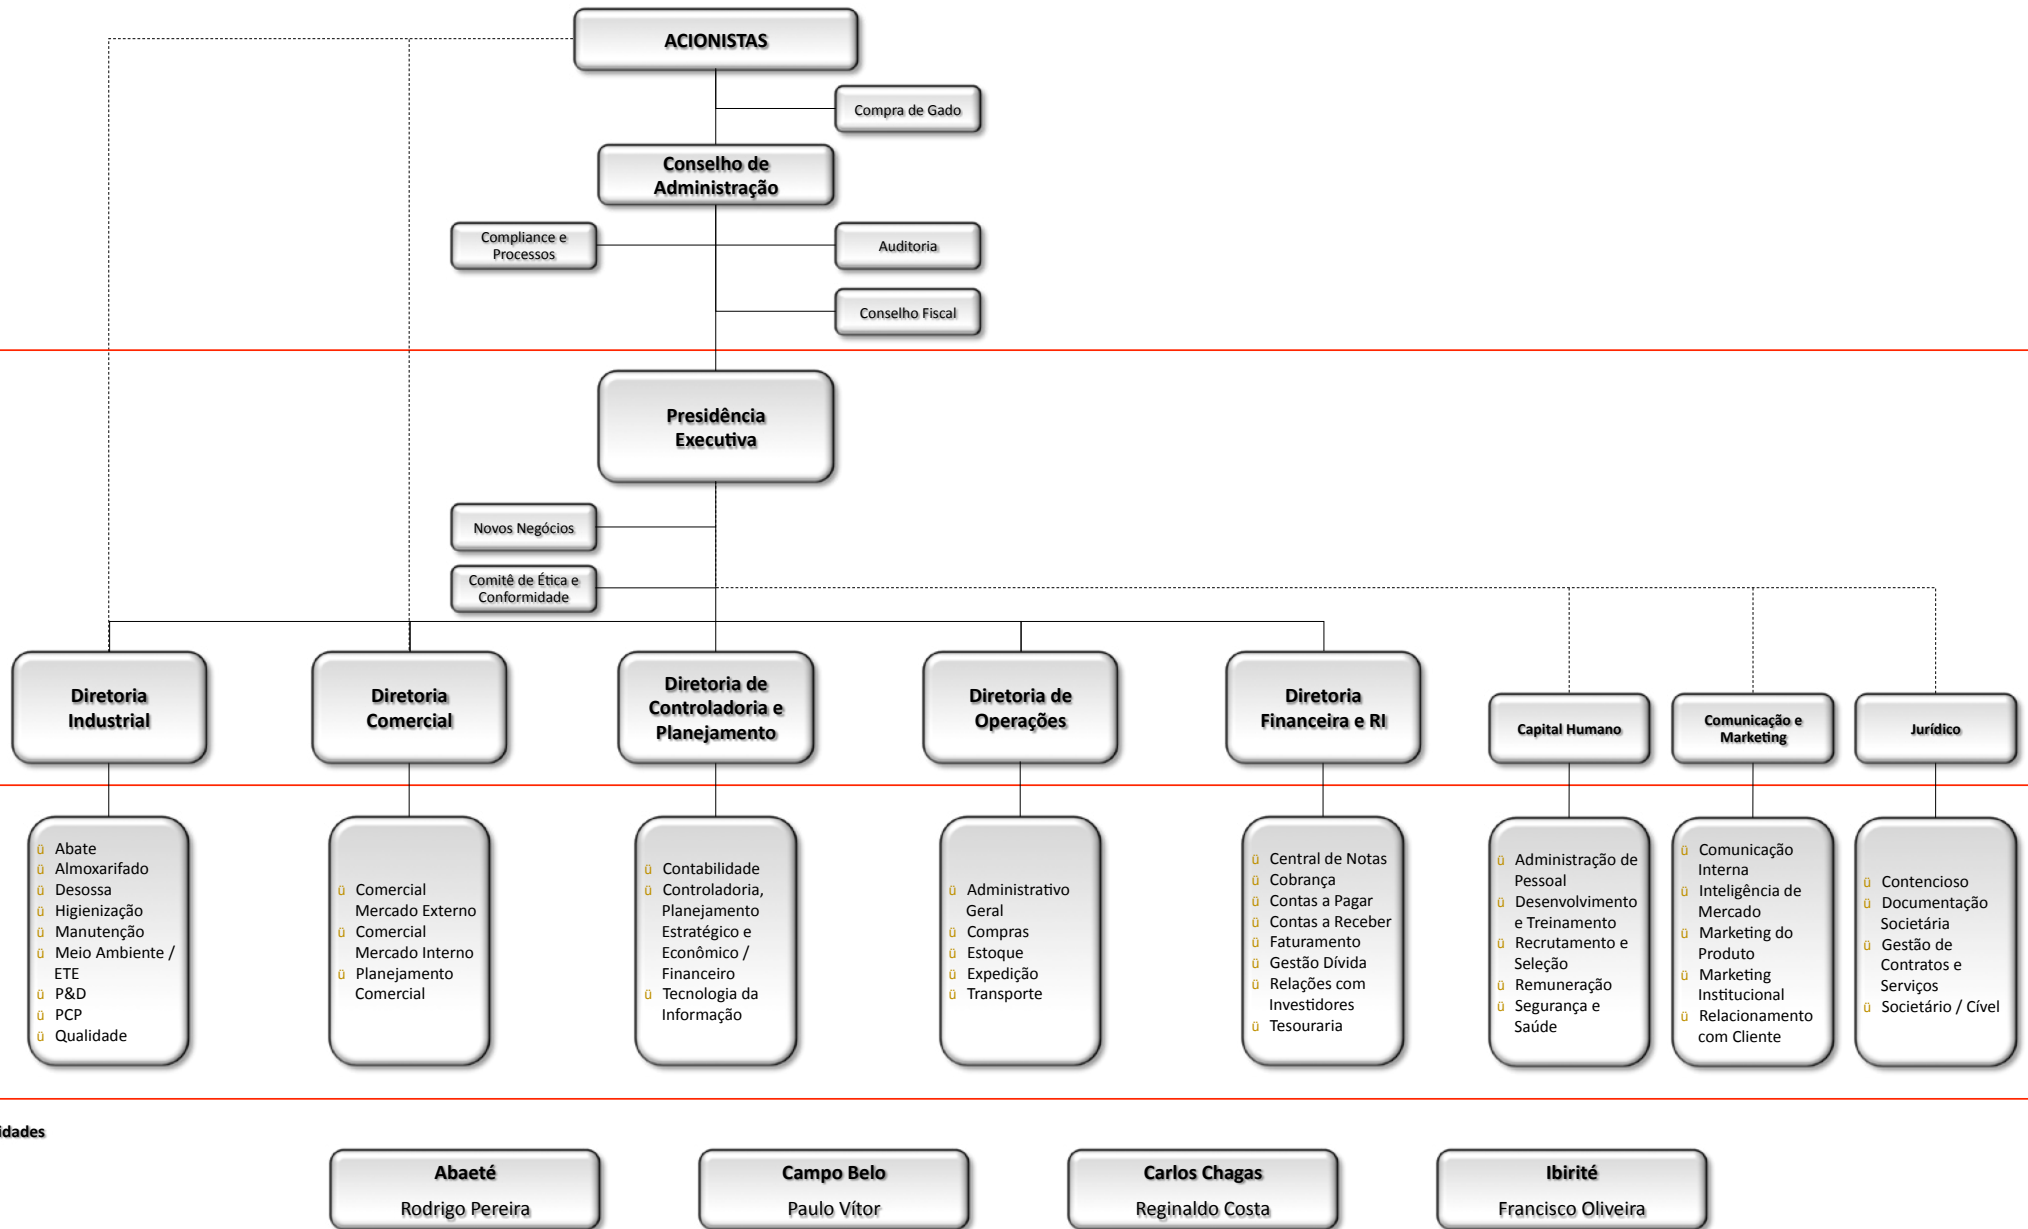 ACIONISTAS
Compra de Gado
Conselho de
Administração
Compliance e
Processos
Auditoria
Conselho Fiscal
Presidência
Executiva
Novos Negócios
Comitê de Ética e
Conformidade
Diretoria
Industrial
Diretoria
Comercial
Diretoria de
Controladoria e
Planejamento
Diretoria de
Operações
Diretoria
Financeira e RI
Capital Humano
Comunicação e
Marketing
Jurídico
ü Abate
ü Almoxarifado
ü Desossa
ü Higienização
ü Manutenção
ü Meio Ambiente /
ETE
ü P&D
ü PCP
ü Qualidade
ü Comercial
Mercado Externo
ü Comercial
Mercado Interno
ü Planejamento
Comercial
ü Contabilidade
ü Controladoria,
Planejamento
Estratégico e
Econômico /
Financeiro
ü Tecnologia da
Informação
ü Administrativo
Geral
ü Compras
ü Estoque
ü Expedição
ü Transporte
ü Central de Notas
ü Cobrança
ü Contas a Pagar
ü Contas a Receber
ü Faturamento
ü Gestão Dívida
ü Relações com
Investidores
ü Tesouraria
ü Administração de
Pessoal
ü Desenvolvimento
e Treinamento
ü Recrutamento e
Seleção
ü Remuneração
ü Segurança e
Saúde
ü Comunicação
Interna
ü Inteligência de
Mercado
ü Marketing do
Produto
ü Marketing
Institucional
ü Relacionamento
com Cliente
ü Contencioso
ü Documentação
Societária
ü Gestão de
Contratos e
Serviços
ü Societário / Cível
idades
Abaeté
Rodrigo Pereira
Campo Belo
Paulo Vítor
Carlos Chagas
Reginaldo Costa
Ibirité
Francisco Oliveira